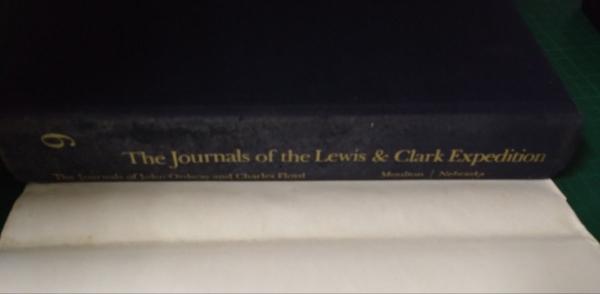 9
The Journals of the Lewis & Clark Expedition
The Journals of John Ordway and Charles Floyd
Moulton / Nebraska